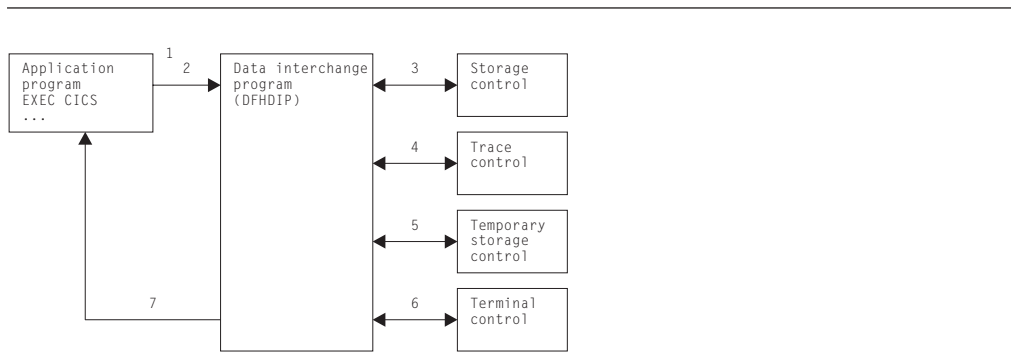 1
2
Application
program
EXEC CICS
...
Data interchange
program
(DFHDIP)
3
Storage
control
4
Trace
control
5
Temporary
storage
control
7
6
Terminal
control